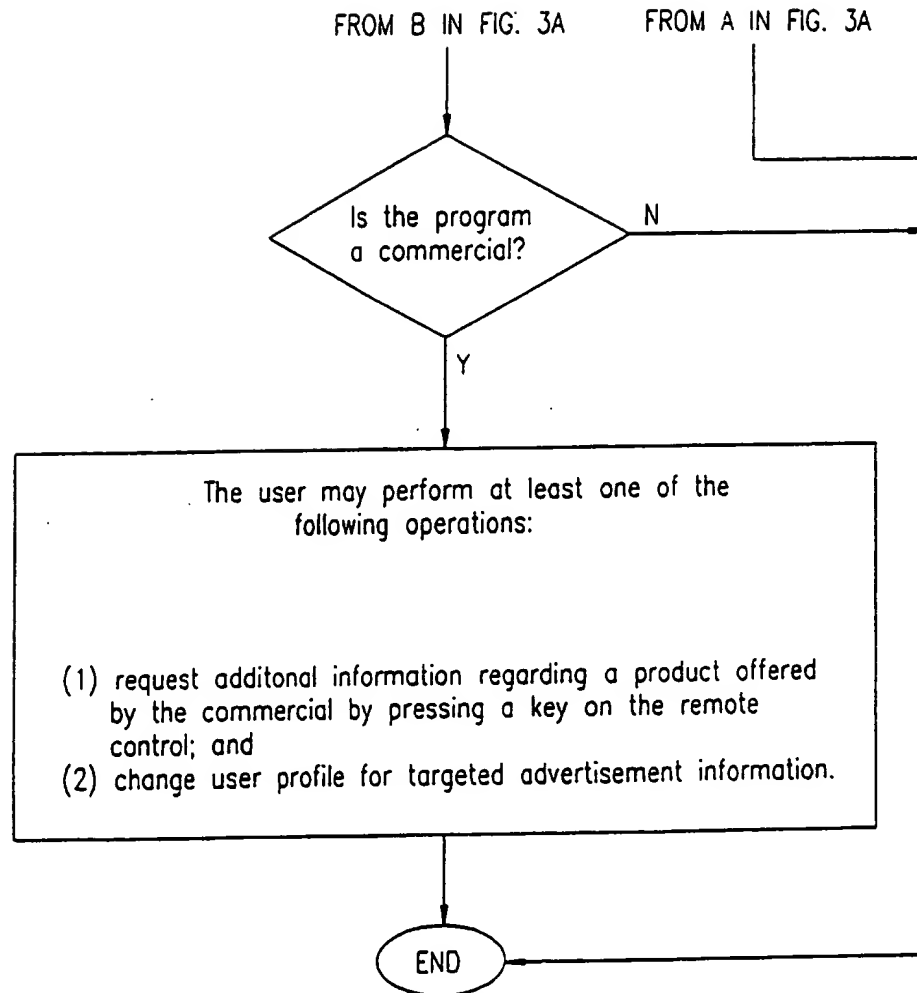 FROM B IN FIG. 3A
FROM A IN FIG. 3A
Is the program
a commercial?
N
Y
The user may perform at least one of the
following operations:
(1) request additonal information regarding a product offered
by the commercial by pressing a key on the remote
control; and
(2) change user profile for targeted advertisement information.
END